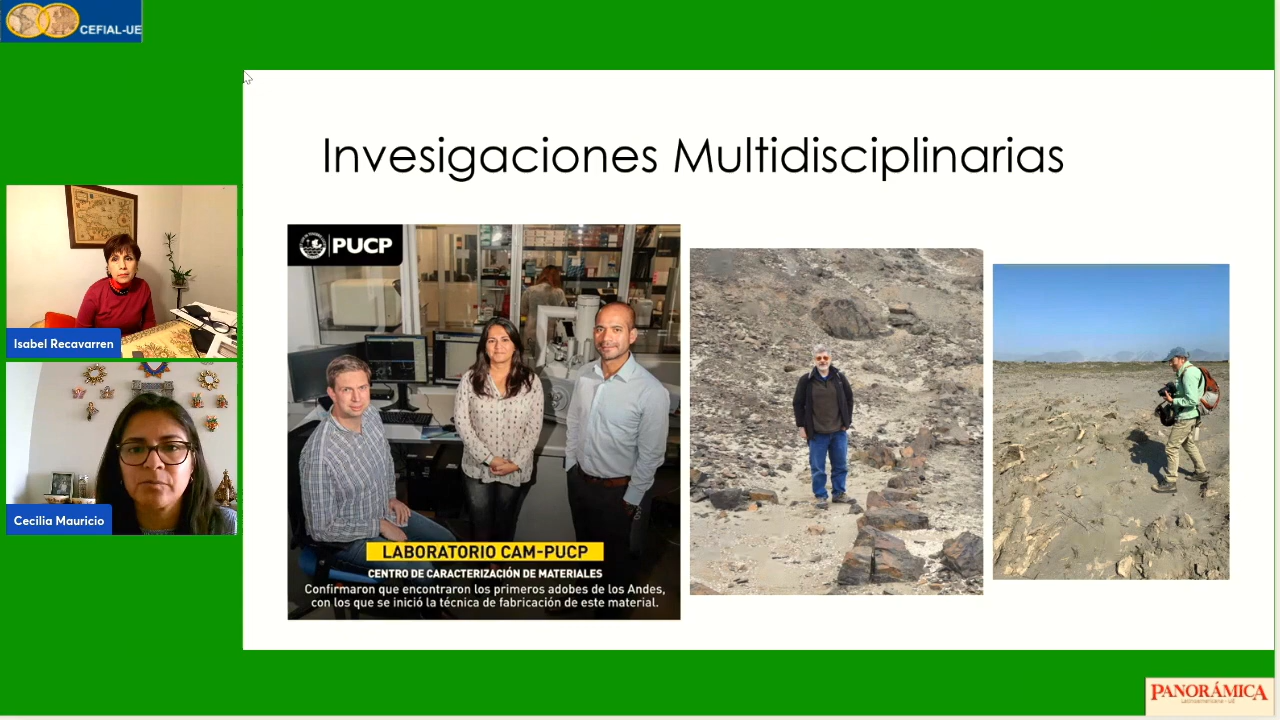 CEFIAL-UE
Invesigaciones Multidisciplinarias
PUCP
Isabel Recavarren
Cecilia Mauricio
LABORATORIO CAM-PUCP
CENTRO DE CARACTERIZACIÓN DE MATERIALES
Confirmaron que encontraron los primeros adobes de los Andes,
con los que se inició la técnica de fabricación de este material.
PANORÁMICA
Latinoamericana - UE